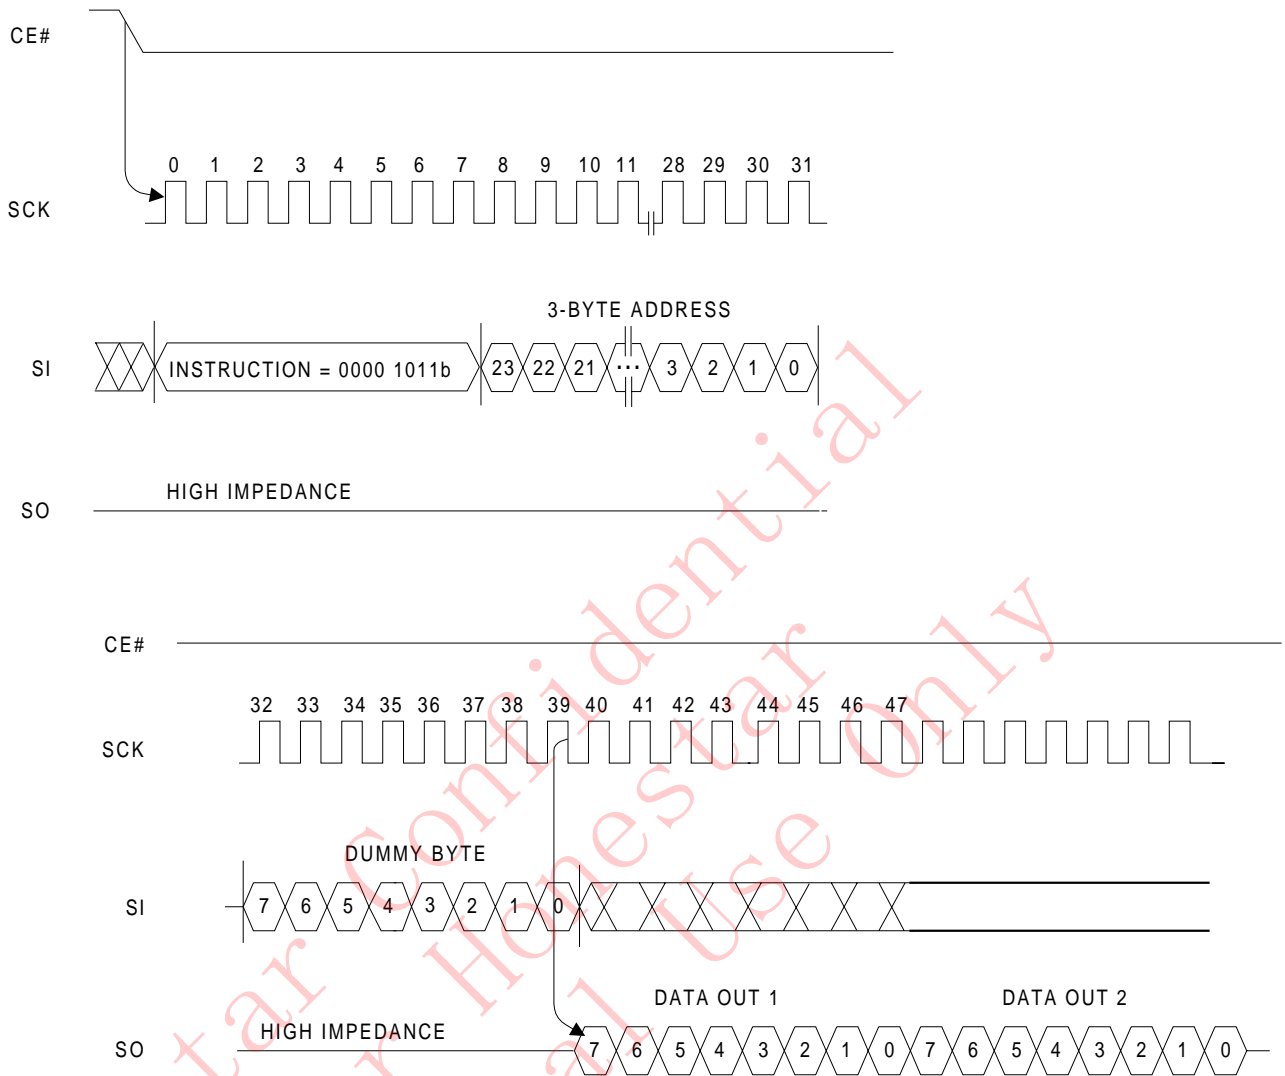 CE#
0 1 2 3 4 5 6 7 8 9 10 11 28 29 30 31
SCK
3-BYTE ADDRESS
SI INSTRUCTION = 0000 1011b 23 22 21 ... 3 2 1 0
HIGH IMPEDANCE
SO
CE#
32 33 34 35 36 37 38 39 40 41 42 43 44 45 46 47
SCK
DUMMY BYTE
SI 7 6 5 4 3 2 1 0
DATA OUT 1 DATA OUT 2
HIGH IMPEDANCE
SO 7 6 5 4 3 2 1 0 7 6 5 4 3 2 1 0
tar Confidential
r Honestar
al Use Only